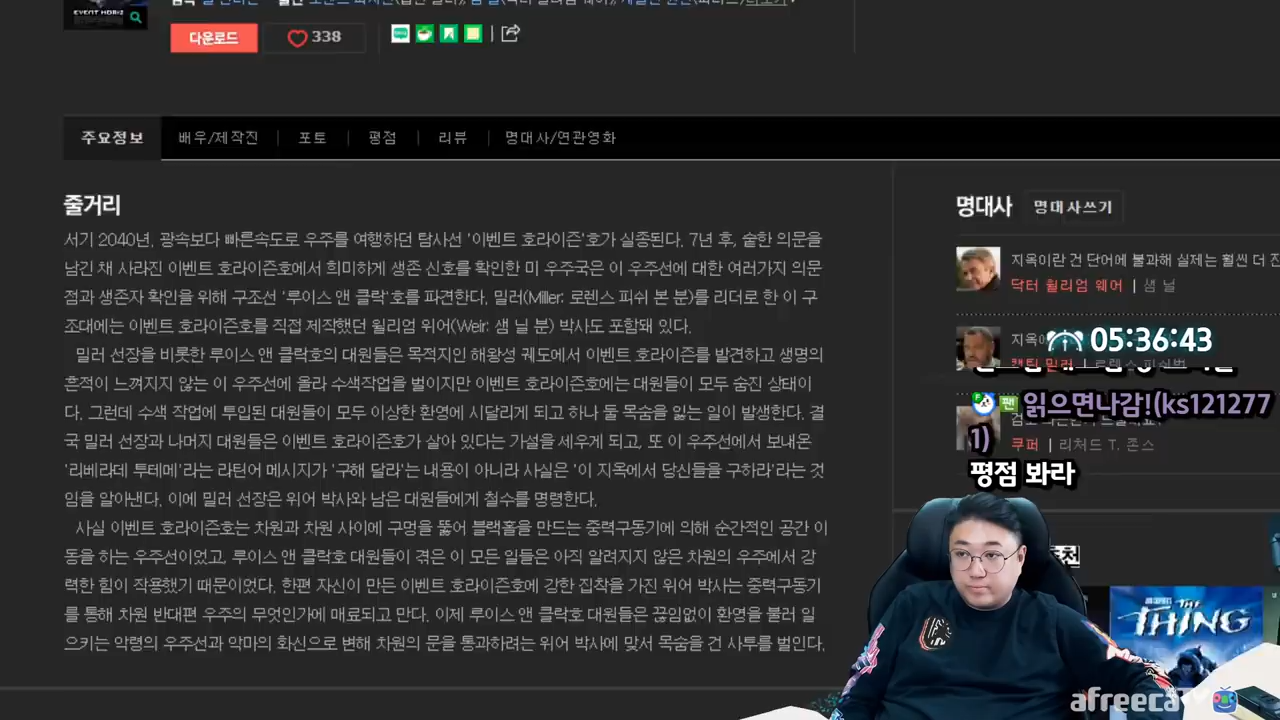 EVENT HORIZ
다운로드
338
주요정보
배우/제작진
포토
평점
리뷰
명대사/연관영화
줄거리
서기 2040년, 광속보다 빠른속도로 우주를 여행하던 탐사선 '이벤트 호라이즌'호가 실종된다. 7년 후, 숱한 의문을
남긴 채 사라진 이벤트 호라이즌호에서 희미하게 생존 신호를 확인한 미 우주국은 이 우주선에 대한 여러가지 의문
점과 생존자 확인을 위해 구조선 '루이스 앤 클락'호를 파견한다. 밀러(Miller: 로렌스 피쉬 본 분)를 리더로 한 이 구
조대에는 이벤트 호라이즌호를 직접 제작했던 윌리엄 위어(Weir: 샘 닐 분) 박사도 포함돼 있다.
밀러 선장을 비롯한 루이스 앤 클락호의 대원들은 목적지인 해왕성 궤도에서 이벤트 호라이즌를 발견하고 생명의
흔적이 느껴지지 않는 이 우주선에 올라 수색작업을 벌이지만 이벤트 호라이즌호에는 대원들이 모두 숨진 상태이
다. 그런데 수색 작업에 투입된 대원들이 모두 이상한 환영에 시달리게 되고 하나 둘 목숨을 잃는 일이 발생한다. 결
국 밀러 선장과 나머지 대원들은 이벤트 호라이즌호가 살아 있다는 가설을 세우게 되고, 또 이 우주선에서 보내온
'리베라데 투테메'라는 라틴어 메시지가 '구해 달라'는 내용이 아니라 사실은 '이 지옥에서 당신들을 구하라'라는 것
임을 알아낸다. 이에 밀러 선장은 위어 박사와 남은 대원들에게 철수를 명령한다.
사실 이벤트 호라이즌호는 차원과 차원 사이에 구멍을 뚫어 블랙홀을 만드는 중력구동기에 의해 순간적인 공간 이
동을 하는 우주선이었고, 루이스 앤 클락호 대원들이 겪은 이 모든 일들은 아직 알려지지 않은 차원의 우주에서 강
력한 힘이 작용했기 때문이었다. 한편 자신이 만든 이벤트 호라이즌호에 강한 집착을 가진 위어 박사는 중력구동기
를 통해 차원 반대편 우주의 무엇인가에 매료되고 만다. 이제 루이스 앤 클락호 대원들은 끊임없이 환영을 불러 일
으키는 악령의 우주선과 악마의 화신으로 변해 차원의 문을 통과하려는 위어 박사에 맞서 목숨을 건 사투를 벌인다.
명대사
명대사쓰기
지옥이란 건 단어에 불과해 실제는 훨씬 더
닥터 윌리엄 웨어 | 샘 닐
05:36:43
캡틴 밀러 | 로렌스 피쉬번
팬 읽으면나감!(ks121277
1)
쿠퍼 | 리처드 T. 존스
평점 봐라
추천
THE
THING
afreecaTV